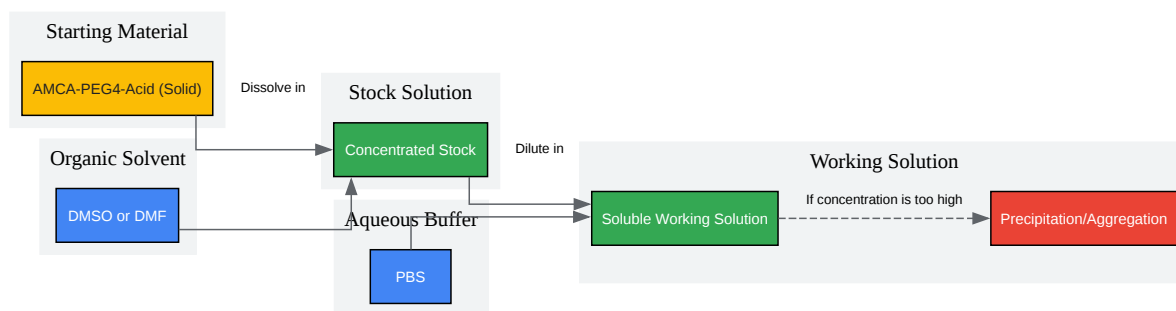 Starting Material
AMCA-PEG4-Acid (Solid)
Dissolve in
Organic Solvent
DMSO or DMF
Stock Solution
Concentrated Stock
Dilute in
Aqueous Buffer
PBS
Working Solution
Soluble Working Solution
If concentration is too high
Precipitation/Aggregation